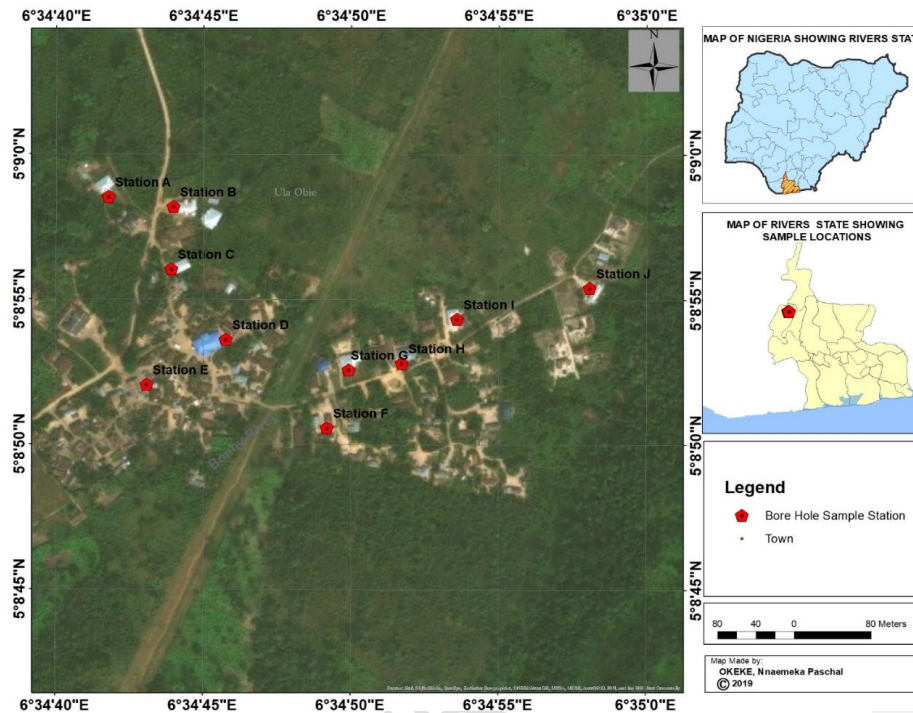 6°34'40"E 6°34'45"E 6°34'50"E 6°34'55"E 6°35'0"E
N
MAP OF NIGERIA SHOWING RIVERS STATE
5°9'0"N 5°9'0"N
Station A
Station B
Ula Obie
MAP OF RIVERS STATE SHOWING
SAMPLE LOCATIONS
Station C
Station J
5°8'55"N 5°8'55"N
Station I
Station D
Station G Station H
Station E
Station F
5°8'50"N 5°8'50"N
Legend
Bore Hole Sample Station
Town
5°8'45"N 5°8'45"N
80 40 0 80 Meters
Map Made by:
OKEKE, Nnaemeka Paschal
© 2019
6°34'40"E 6°34'45"E 6°34'50"E 6°34'55"E 6°35'0"E